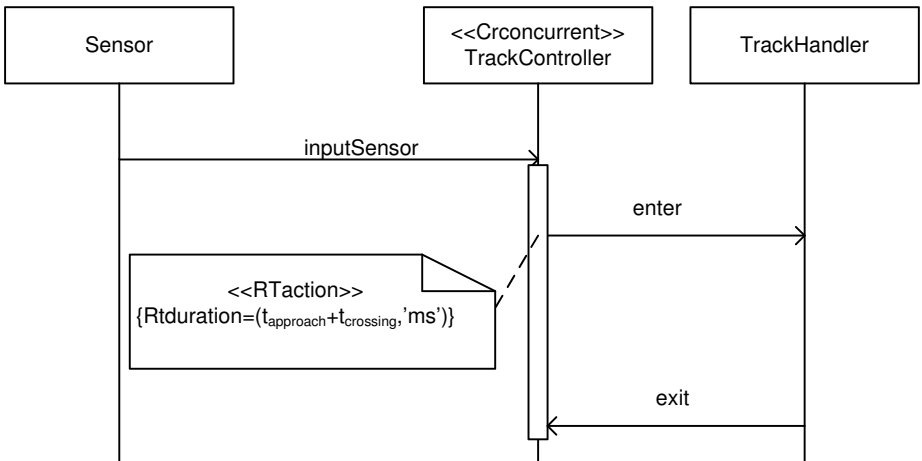 Sensor
<<Crconcurrent>>
TrackController
TrackHandler
inputSensor
enter
<<RTaction>>
{Rtduration=(tapproach+tcrossing,'ms')}
exit